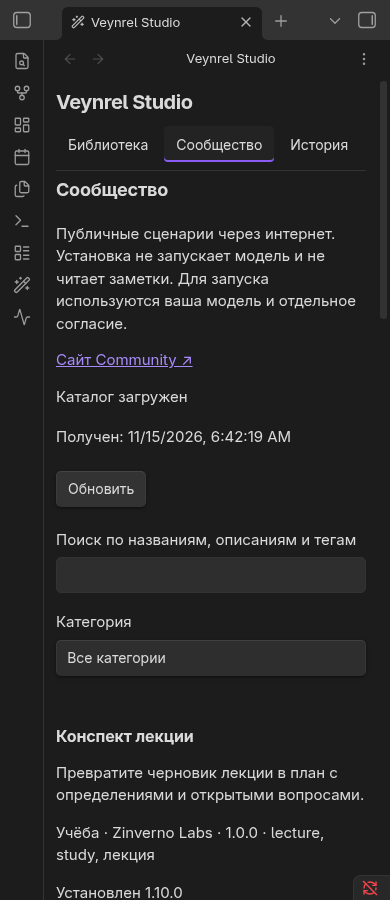 Veynrel Studio
Veynrel Studio
Veynrel Studio
Библиотека
Сообщество
История
Сообщество
Публичные сценарии через интернет.
Установка не запускает модель и не
читает заметки. Для запуска
используются ваша модель и отдельное
согласие.
Сайт Community ↗
Каталог загружен
Получен: 11/15/2026, 6:42:19 AM
Обновить
Поиск по названиям, описаниям и тегам
Категория
Все категории
Конспект лекции
Превратите черновик лекции в план с
определениями и открытыми вопросами.
Учёба · Zinverno Labs · 1.0.0 · lecture,
study, лекция
Установлен 1.10.0